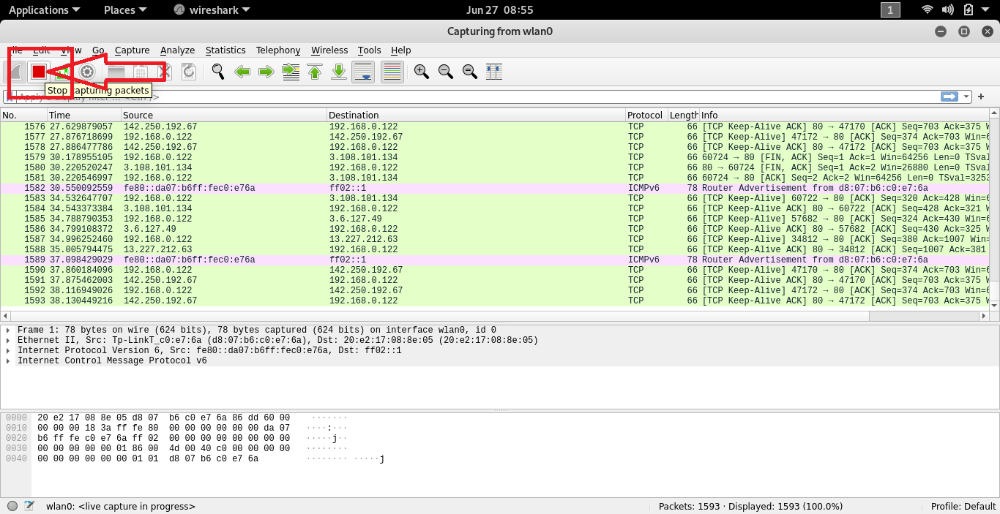 Applications Places wireshark Jun 27 08:55 1
Capturing from wlan0
Edit View Go Capture Analyze Statistics Telephony Wireless Tools Help
Stop capturing packets
Apply a display filter ... <Ctrl-/>
No. Time Source Destination Protocol Length Info
1576 27.629879057 142.250.192.67 192.168.0.122 TCP 66 [TCP Keep-Alive ACK] 80 → 47170 [ACK] Seq=703 Ack=375 W
1577 27.876718699 192.168.0.122 142.250.192.67 TCP 66 [TCP Keep-Alive] 47172 → 80 [ACK] Seq=374 Ack=703 Win=6
1578 27.886477786 142.250.192.67 192.168.0.122 TCP 66 [TCP Keep-Alive ACK] 80 → 47172 [ACK] Seq=703 Ack=375 W
1579 30.178955105 192.168.0.122 3.108.101.134 TCP 66 60724 → 80 [FIN, ACK] Seq=1 Ack=1 Win=64256 Len=0 TSval
1580 30.220520247 3.108.101.134 192.168.0.122 TCP 66 80 → 60724 [FIN, ACK] Seq=1 Ack=2 Win=26880 Len=0 TSval
1581 30.220546997 192.168.0.122 3.108.101.134 TCP 66 60724 → 80 [ACK] Seq=2 Ack=2 Win=64256 Len=0 TSval=3253
1582 30.550092559 fe80::da07:b6ff:fec0:e76a ff02::1 ICMPv6 78 Router Advertisement from d8:07:b6:c0:e7:6a
1583 34.532647707 192.168.0.122 3.108.101.134 TCP 66 [TCP Keep-Alive] 60722 → 80 [ACK] Seq=320 Ack=428 Win=6
1584 34.543373384 3.108.101.134 192.168.0.122 TCP 66 [TCP Keep-Alive ACK] 80 → 60722 [ACK] Seq=428 Ack=321 W
1585 34.788790353 192.168.0.122 3.6.127.49 TCP 66 [TCP Keep-Alive] 57682 → 80 [ACK] Seq=324 Ack=430 Win=6
1586 34.799108372 3.6.127.49 192.168.0.122 TCP 66 [TCP Keep-Alive ACK] 80 → 57682 [ACK] Seq=430 Ack=325 W
1587 34.996252460 192.168.0.122 13.227.212.63 TCP 66 [TCP Keep-Alive] 34812 → 80 [ACK] Seq=380 Ack=1007 Win=
1588 35.005794475 13.227.212.63 192.168.0.122 TCP 66 [TCP Keep-Alive ACK] 80 → 34812 [ACK] Seq=1007 Ack=381
1589 37.098429029 fe80::da07:b6ff:fec0:e76a ff02::1 ICMPv6 78 Router Advertisement from d8:07:b6:c0:e7:6a
1590 37.860184096 192.168.0.122 142.250.192.67 TCP 66 [TCP Keep-Alive] 47170 → 80 [ACK] Seq=374 Ack=703 Win=6
1591 37.875462003 142.250.192.67 192.168.0.122 TCP 66 [TCP Keep-Alive ACK] 80 → 47170 [ACK] Seq=703 Ack=375 W
1592 38.116949026 192.168.0.122 142.250.192.67 TCP 66 [TCP Keep-Alive] 47172 → 80 [ACK] Seq=374 Ack=703 Win=6
1593 38.130449216 142.250.192.67 192.168.0.122 TCP 66 [TCP Keep-Alive ACK] 80 → 47172 [ACK] Seq=703 Ack=375 W
Frame 1: 78 bytes on wire (624 bits), 78 bytes captured (624 bits) on interface wlan0, id 0
Ethernet II, Src: Tp-LinkT_c0:e7:6a (d8:07:b6:c0:e7:6a), Dst: 20:e2:17:08:8e:05 (20:e2:17:08:8e:05)
Internet Protocol Version 6, Src: fe80::da07:b6ff:fec0:e76a, Dst: ff02::1
Internet Control Message Protocol v6
0000 20 e2 17 08 8e 05 d8 07 b6 c0 e7 6a 86 dd 60 00 ·······
0010 00 00 00 18 3a ff fe 80 00 00 00 00 00 00 da 07 ····:···
0020 b6 ff fe c0 e7 6a ff 02 00 00 00 00 00 00 00 00 ·····j··
0030 00 00 00 00 00 01 86 00 4d 00 40 c0 00 00 00 00 ········
0040 00 00 00 00 00 00 01 01 d8 07 b6 c0 e7 6a ········ ·····j
wlan0: <live capture in progress> Packets: 1593 · Displayed: 1593 (100.0%) Profile: Default